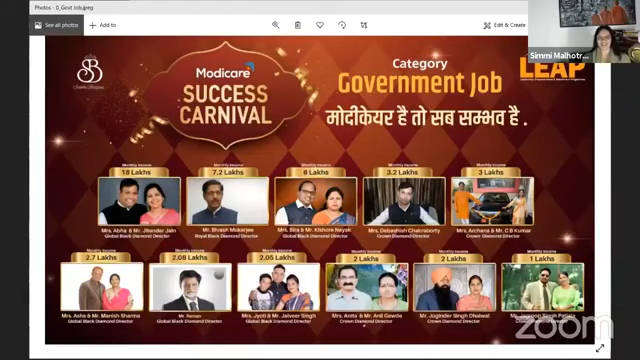 Photos - 0_Govt Job.jpeg
See all photos
Add to
Edit & Create
Simmi Malhotr...
SB
Modicare
SUCCESS
CARNIVAL
Category
Government Job
मोदीकेयर है तो सब सम्भव है .
LEAP
Monthly Income
18 Lakhs
Mrs. Abha & Mr. Jitender Jain
Global Black Diamond Director
Monthly Income
7.2 Lakhs
Mr. Bivash Mukerjee
Royal Black Diamond Director
Monthly Income
6 Lakhs
Mrs. Bira & Mr. Kishore Nayak
Global Black Diamond Director
Monthly Income
3.2 Lakhs
Mrs. Debashish Chakraborty
Crown Diamond Director
Monthly Income
3 Lakhs
Mrs. Archana & Mr. C B Kumar
Crown Diamond Director
Monthly Income
2.7 Lakhs
Mrs. Asha & Mr. Manish Sharma
Global Black Diamond Director
Monthly Income
2.08 Lakhs
Mr. Raman
Global Black Diamond Director
Monthly Income
2.05 Lakhs
Mrs. Jyoti & Mr. Jalveer Singh
Global Black Diamond Director
Monthly Income
2 Lakhs
Mrs. Anita & Mr. Anil Gawde
Crown Diamond Director
Monthly Income
2 Lakhs
Mr. Joginder Singh Dhaiwal
Crown Diamond Director
Monthly Income
1 Lakhs
zoom